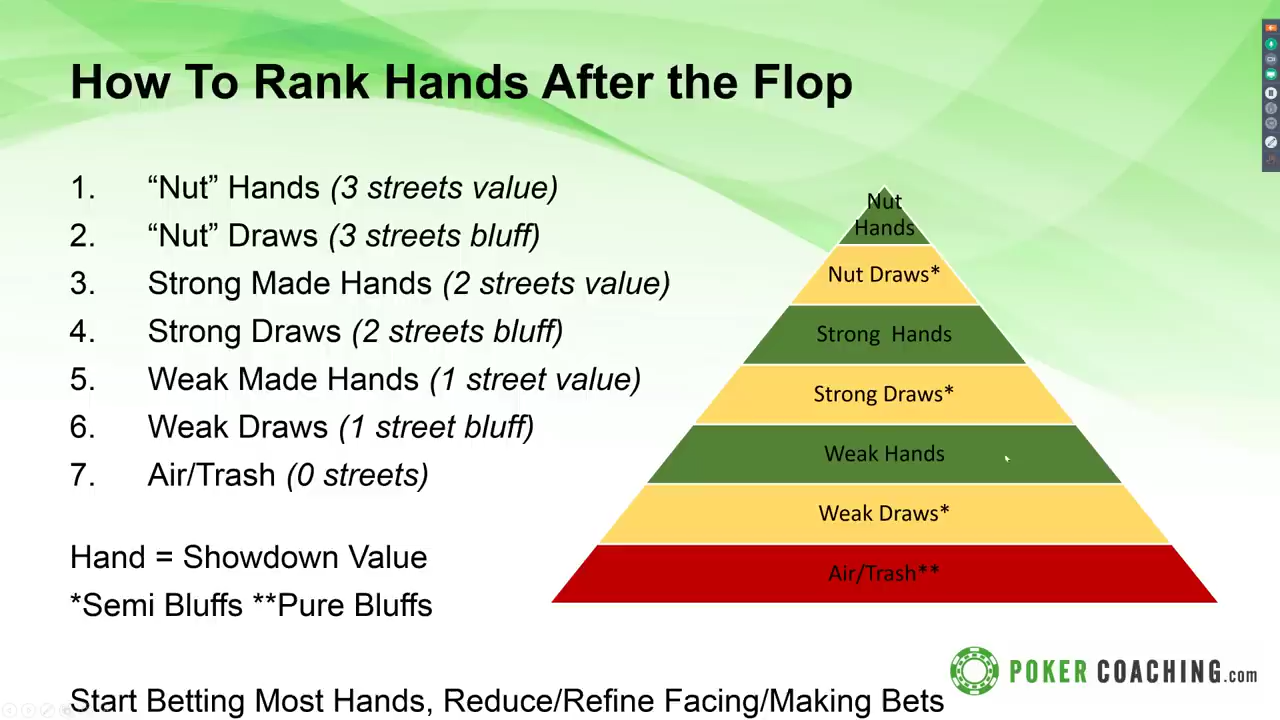 How To Rank Hands After the Flop
1. “Nut” Hands (3 streets value)
2. “Nut” Draws (3 streets bluff)
3. Strong Made Hands (2 streets value)
4. Strong Draws (2 streets bluff)
5. Weak Made Hands (1 street value)
6. Weak Draws (1 street bluff)
7. Air/Trash (0 streets)
Hand = Showdown Value
*Semi Bluffs **Pure Bluffs
Start Betting Most Hands, Reduce/Refine Facing/Making Bets
Nut
Hands
Nut Draws*
Strong Hands
Strong Draws*
Weak Hands
Weak Draws*
Air/Trash**
POKER COACHING.com